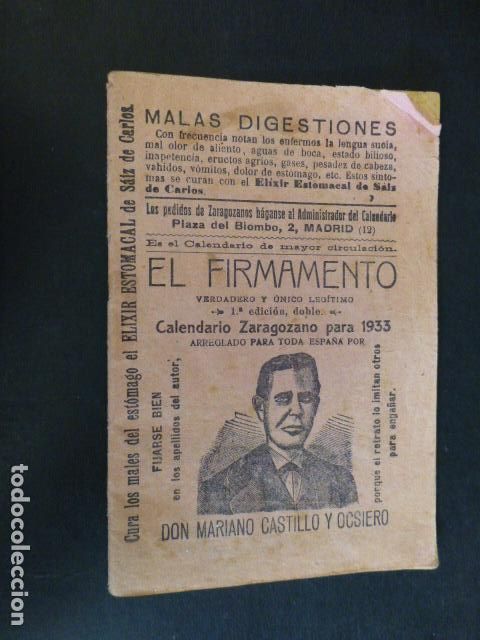 MALAS DIGESTIONES
Con frecuencia notan los enfermos la lengua sucia,
mal olor de aliento, aguas de boca, estado bilioso,
inapetencia, eructos agrios, gases, pesadez de cabeza,
vahidos, vómitos, dolor de estómago, etc. Estos sínto-
mas se curan con el Elixir Estomacal de Sáiz
de Carlos.
Los pedidos de Zaragozanos háganse al Administrador del Calendario
Plaza del Biombo, 2, MADRID (12)
Es el Calendario de mayor circulación.
EL FIRMAMENTO
VERDADERO Y ÚNICO LEGÍTIMO
1.ª edición, doble.
Calendario Zaragozano para 1933
ARREGLADO PARA TODA ESPAÑA POR
Cura los males del estómago el ELIXIR ESTOMACAL de Sáiz de Carlos.
FIJARSE BIEN
en los apellidos del autor,
porque el retrato lo imitan otros
para engañar.
DON MARIANO CASTILLO Y OCSIERO
todocoleccion